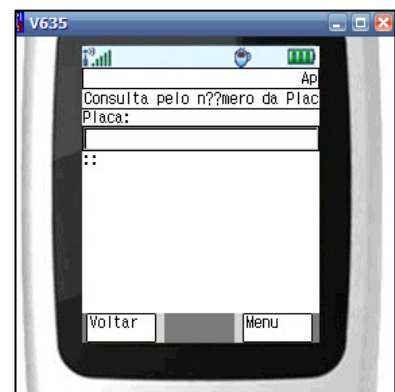 V635
Ap
Consulta pelo n??mero da Plac
Placa:
::
Voltar
Menu